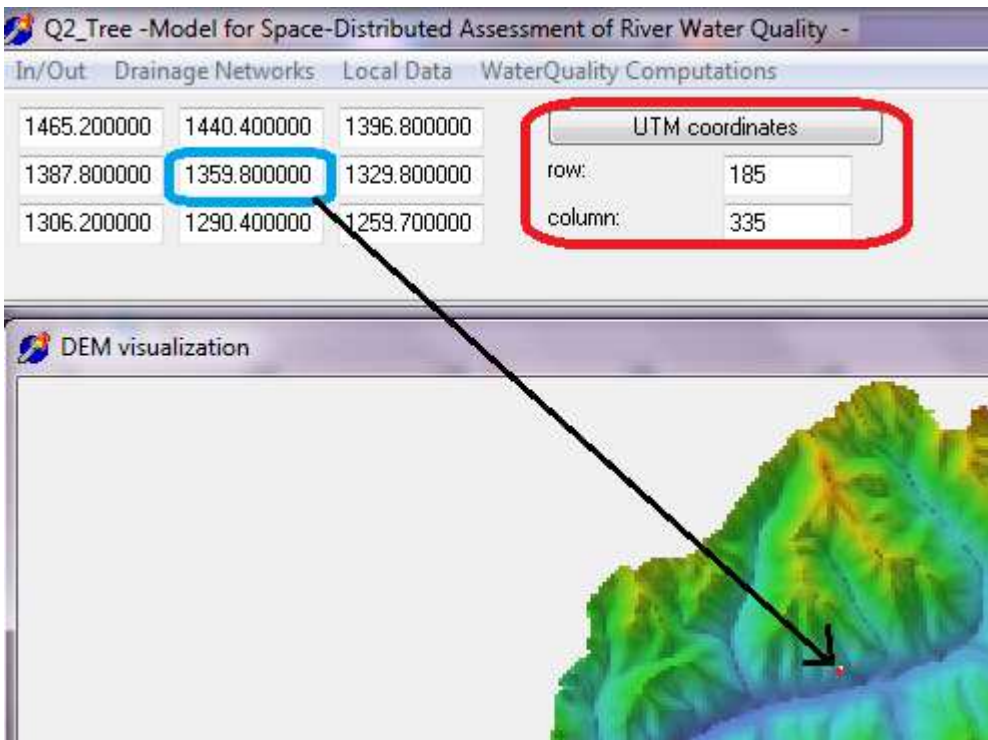 Q2_Tree -Model for Space-Distributed Assessment of River Water Quality -
In/Out Drainage Networks Local Data WaterQuality Computations
1465.200000 1440.400000 1396.800000 UTM coordinates
1387.800000 1359.800000 1329.800000 row: 185
1306.200000 1290.400000 1259.700000 column: 335
DEM visualization